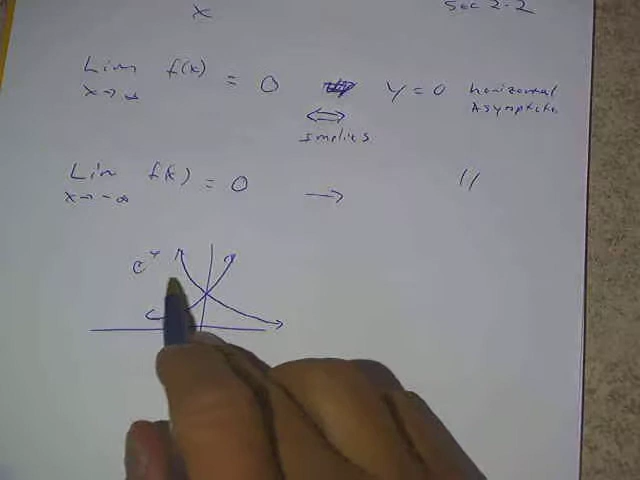 x
Sec 2-2
Lim f(x) = 0 y = 0 horizontal
x→∞ Asymptote
⟺
implies
Lim f(x) = 0 → //
x→-∞